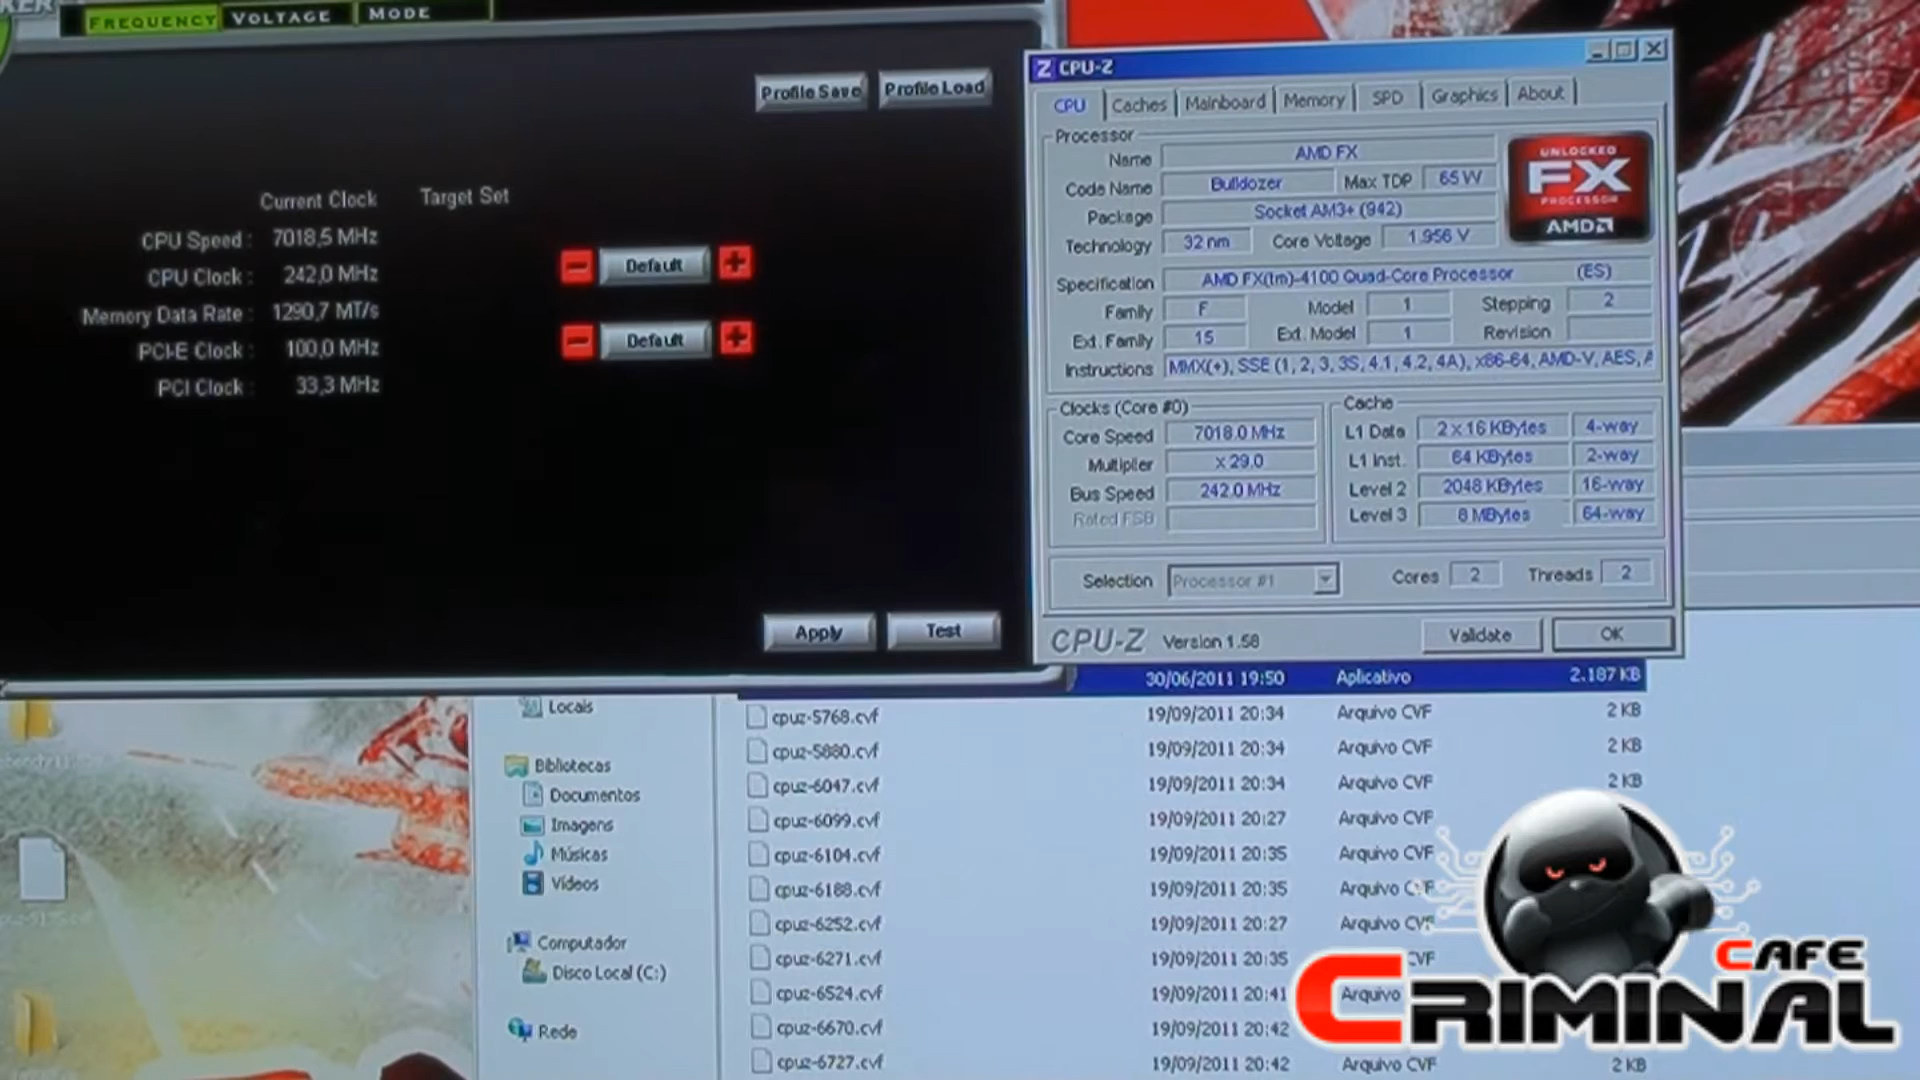 FREQUENCY VOLTAGE MODE
Profile Save Profile Load
Current Clock Target Set
CPU Speed : 7018,5 MHz
CPU Clock : 242,0 MHz
Default
Memory Data Rate : 1290,7 MT/s
PCI-E Clock : 100,0 MHz
Default
PCI Clock : 33,3 MHz
Apply Test
CPU-Z
CPU Caches Mainboard Memory SPD Graphics About
Processor
Name AMD FX
Code Name Bulldozer Max TDP 65 W
Package Socket AM3+ (942)
Technology 32 nm Core Voltage 1.956 V
UNLOCKED
FX
PROCESSOR
AMD
Specification AMD FX(tm)-4100 Quad-Core Processor (ES)
Family F Model 1 Stepping 2
Ext. Family 15 Ext. Model 1 Revision
Instructions MMX(+), SSE (1, 2, 3, 3S, 4.1, 4.2, 4A), x86-64, AMD-V, AES, A
Clocks (Core #0)
Core Speed 7018.0 MHz
Multiplier x 29.0
Bus Speed 242.0 MHz
Rated FSB
Cache
L1 Data 2 x 16 KBytes 4-way
L1 Inst. 64 KBytes 2-way
Level 2 2048 KBytes 16-way
Level 3 8 MBytes 64-way
Selection Processor #1 Cores 2 Threads 2
CPU-Z Version 1.58 Validate OK
30/06/2011 19:50 Aplicativo 2.187 KB
Locais
Bibliotecas
Documentos
Imagens
Músicas
Vídeos
Computador
Disco Local (C:)
Rede
cpuz-5768.cvf 19/09/2011 20:34 Arquivo CVF 2 KB
cpuz-5880.cvf 19/09/2011 20:34 Arquivo CVF 2 KB
cpuz-6047.cvf 19/09/2011 20:34 Arquivo CVF 2 KB
cpuz-6099.cvf 19/09/2011 20:27 Arquivo CVF
cpuz-6104.cvf 19/09/2011 20:35 Arquivo CVF
cpuz-6188.cvf 19/09/2011 20:35 Arquivo CVF
cpuz-6252.cvf 19/09/2011 20:27 Arquivo CVF
cpuz-6271.cvf 19/09/2011 20:35 CVF
cpuz-6524.cvf 19/09/2011 20:41 Arquivo
cpuz-6670.cvf 19/09/2011 20:42
cpuz-6727.cvf 19/09/2011 20:42 Arquivo CVF 2 KB
CAFE
CRIMINAL